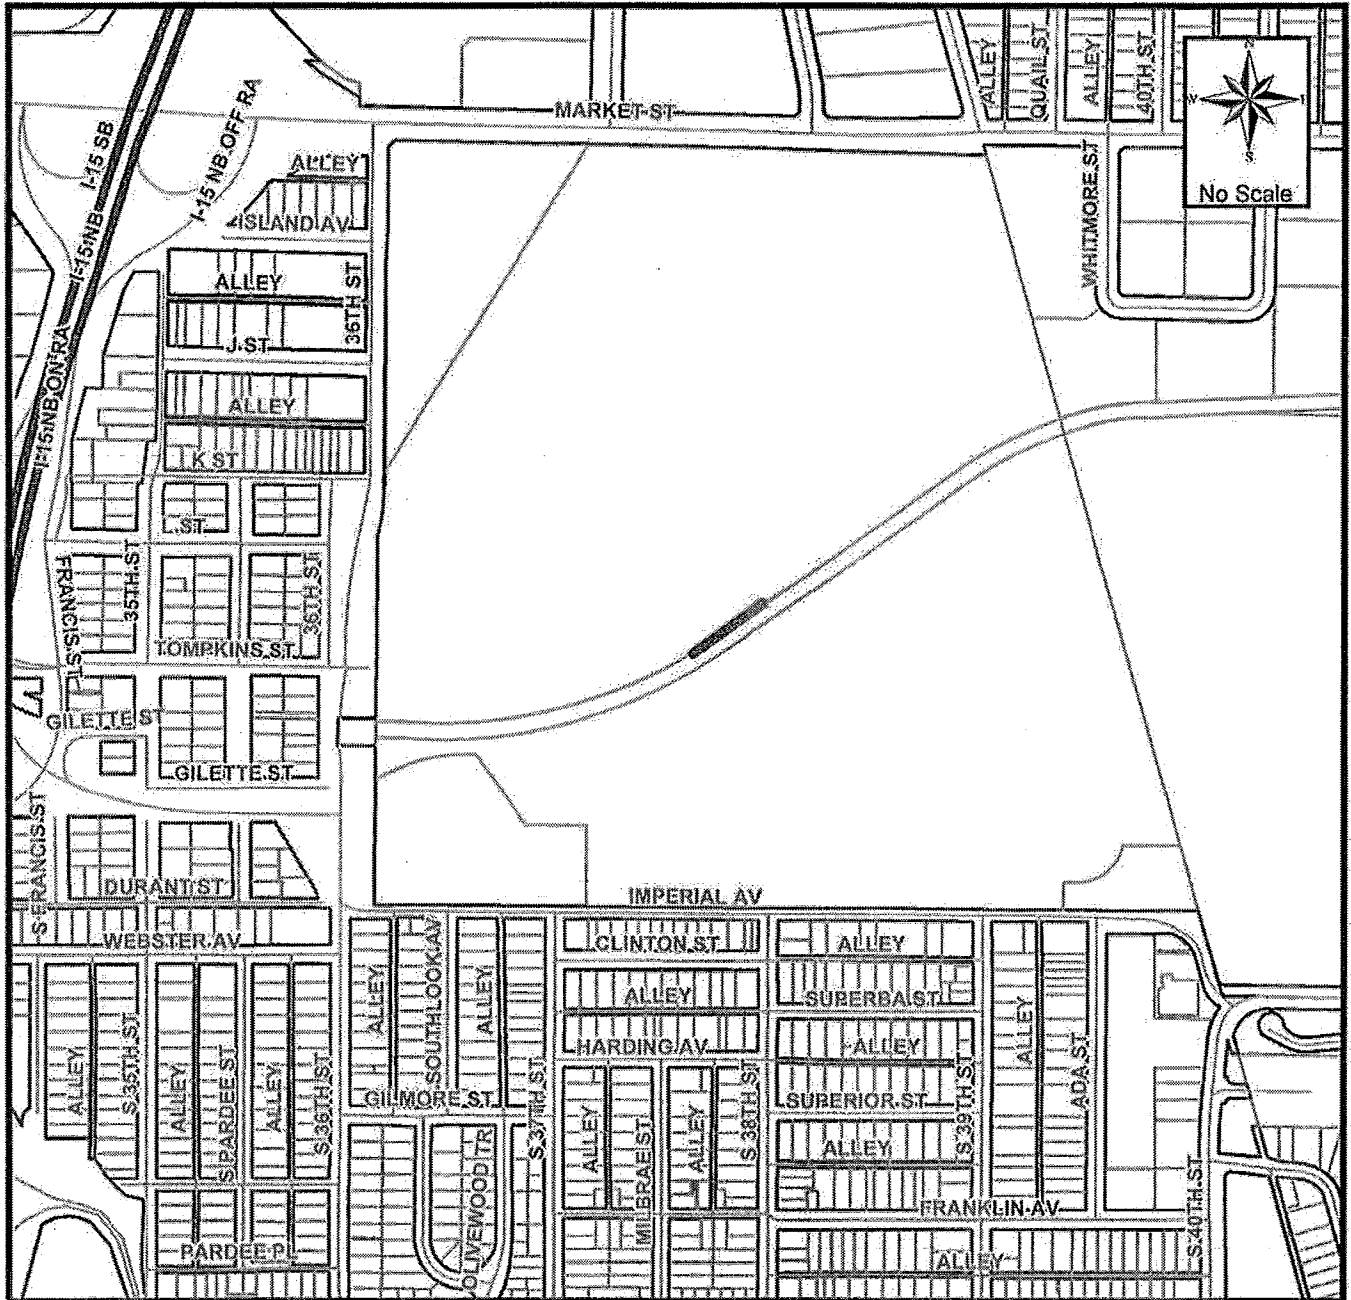 MARKET ST
ALLEY
QUAIL ST
ALLEY
40TH ST
N
W
S
No Scale
I-15 SB
I-15 NB OFF RA
I-15 NB
ALLEY
ISLAND AV
WHITMORE ST
ALLEY
36TH ST
J ST
I-15 NB ON RA
ALLEY
K ST
ST
FRANCIS ST
35TH ST
36TH ST
TOMPKINS ST
GILETTE ST
GILETTE ST
S FRANCIS ST
DURANT ST
IMPERIAL AV
WEBSTER AV
ALLEY
SOUTHLOOK AV
ALLEY
CLINTON ST
ALLEY
ALLEY
SUPERBA ST
ALLEY
S 35TH ST
ALLEY
S PARDEE ST
ALLEY
S 36TH ST
GILMORE ST
S 37TH ST
HARDING AV
ALLEY
ALLEY
ADA ST
ALLEY
MILBRAE ST
ALLEY
S 38TH ST
SUPERIOR ST
S 39TH ST
ALLEY
OLIVEWOOD TR
FRANKLIN AV
S 40TH ST
PARDEE PL
ALLEY